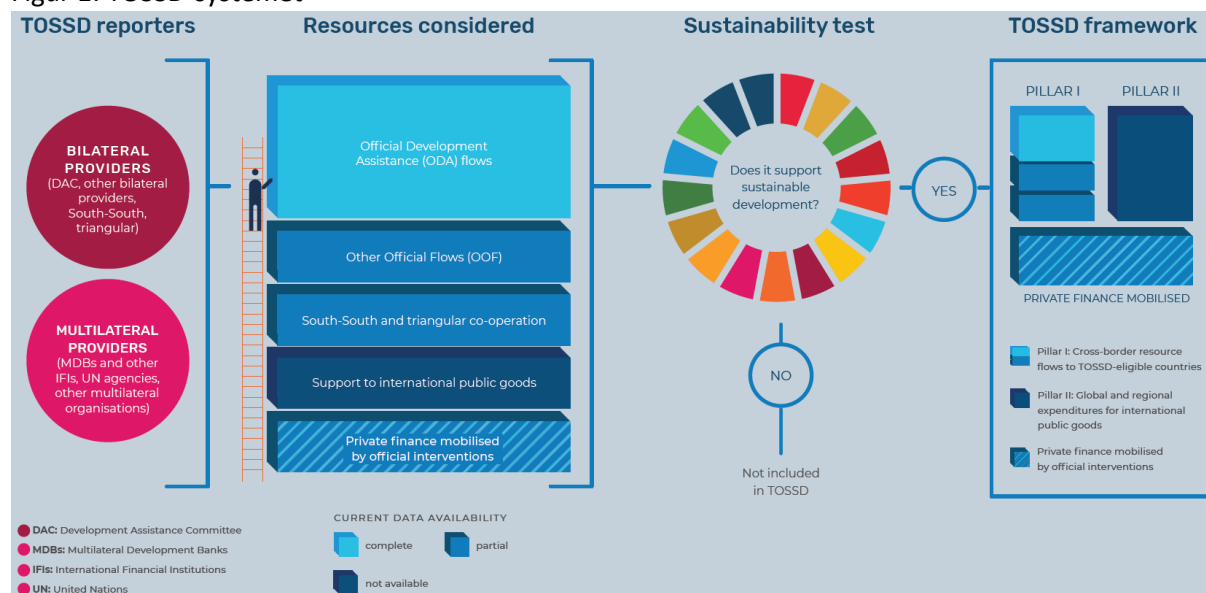 TOSSD reporters
Resources considered
Sustainability test
TOSSD framework
BILATERAL
PROVIDERS
(DAC, other bilateral
providers,
South-South,
triangular)
MULTILATERAL
PROVIDERS
(MDBs and other
IFIs, UN agencies,
other multilateral
organisations)
Official Development
Assistance (ODA) flows
Other Official Flows (OOF)
South-South and triangular co-operation
Support to international public goods
Private finance mobilised
by official interventions
Does it support
sustainable
development?
YES
NO
Not included
in TOSSD
PILLAR I
PILLAR II
PRIVATE FINANCE MOBILISED
Pillar I: Cross-border resource
flows to TOSSD-eligible countries
Pillar II: Global and regional
expenditures for international
public goods
Private finance mobilised
by official interventions
DAC: Development Assistance Committee
MDBs: Multilateral Development Banks
IFIs: International Financial Institutions
UN: United Nations
CURRENT DATA AVAILABILITY
complete
partial
not available